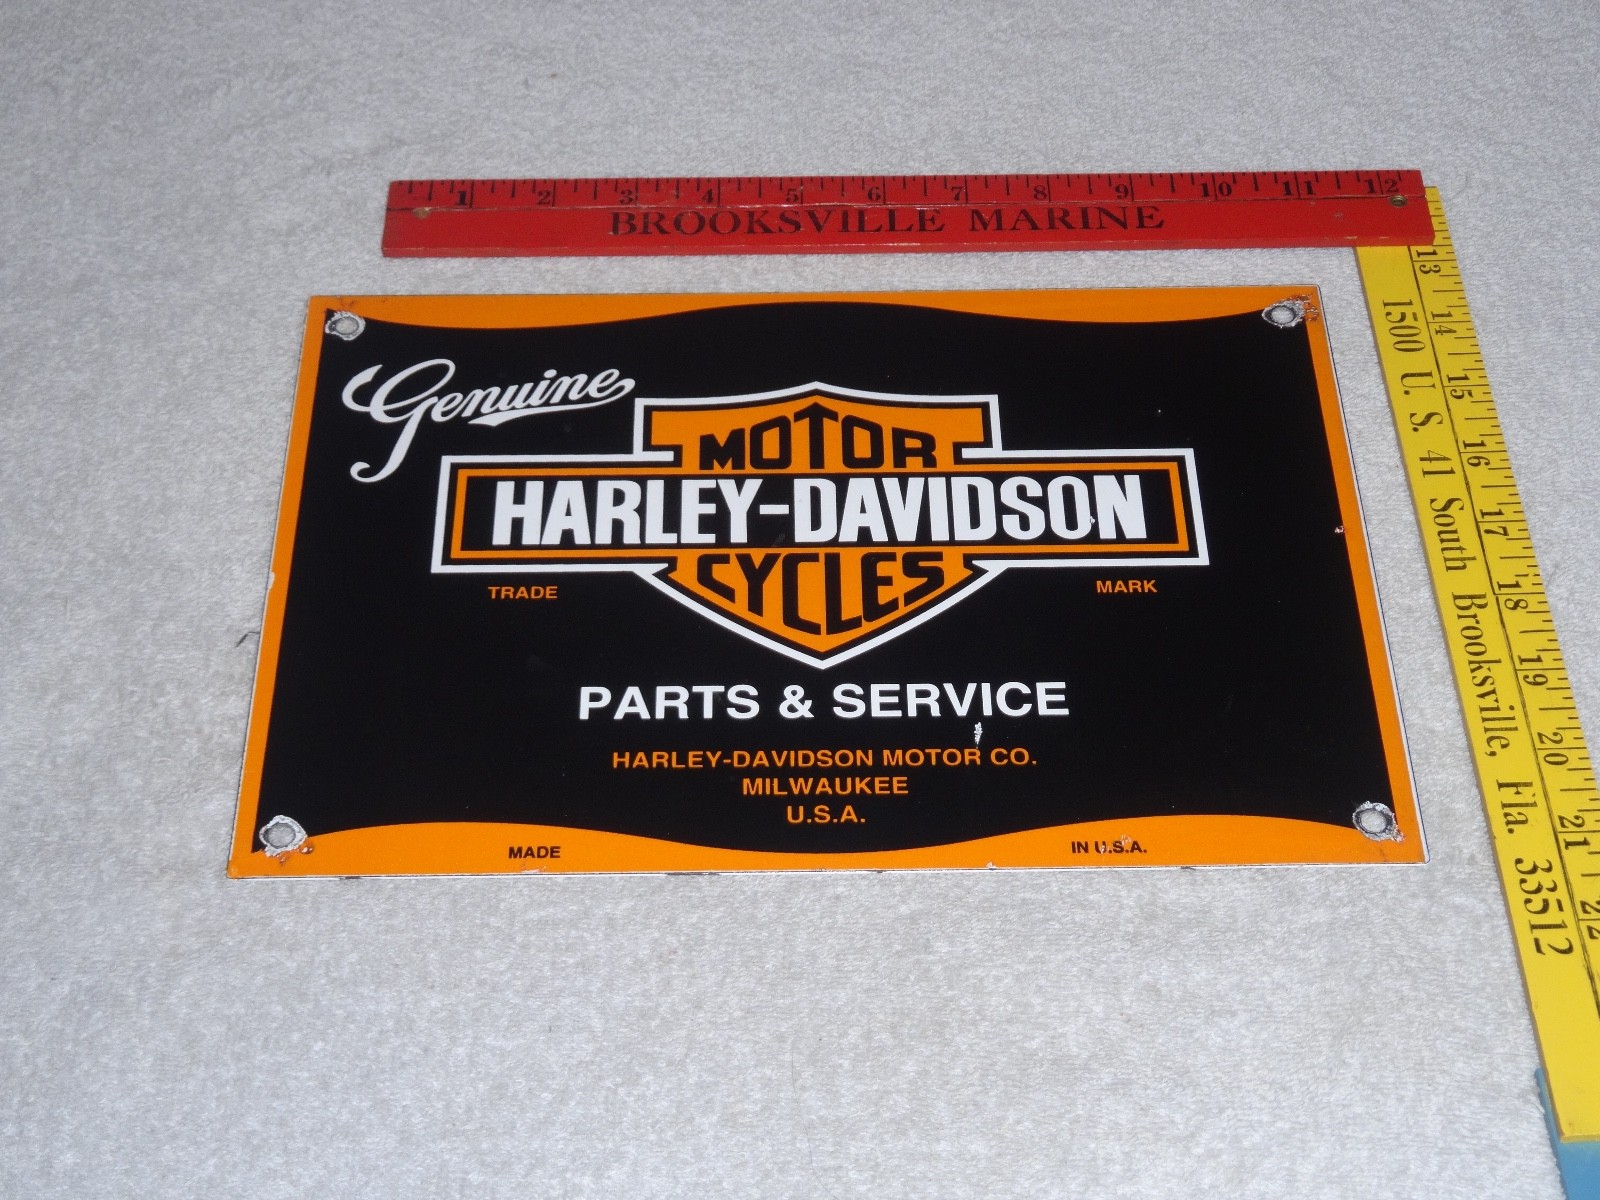 1 2 3 4 5 6 7 8 9 10 11 12
BROOKSVILLE MARINE
13 14 15 16 17 18 19 20 21 22
1500 U. S. 41 South Brooksville, Fla. 33512
Genuine
MOTOR
HARLEY-DAVIDSON
CYCLES
TRADE MARK
PARTS & SERVICE
HARLEY-DAVIDSON MOTOR CO.
MILWAUKEE
U.S.A.
MADE IN U.S.A.